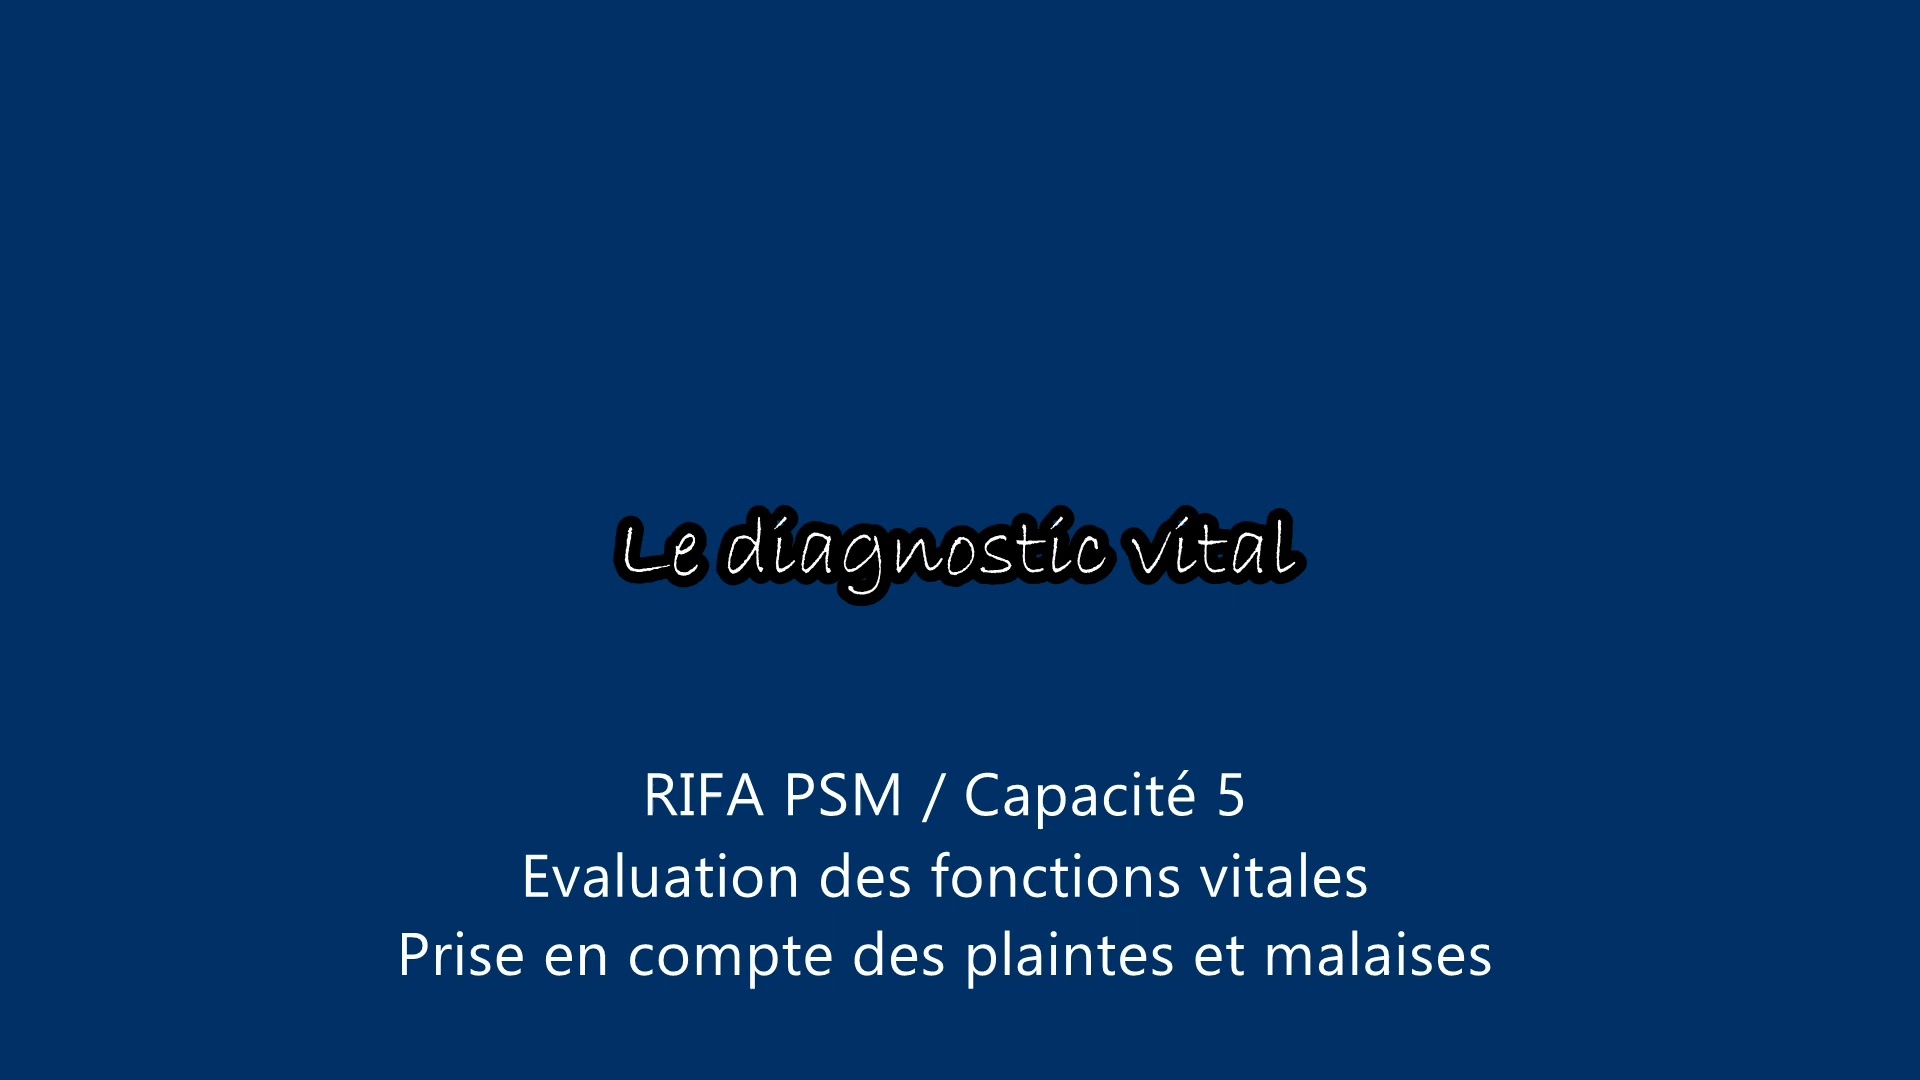 Le diagnostic vital
RIFA PSM / Capacité 5
Evaluation des fonctions vitales
Prise en compte des plaintes et malaises